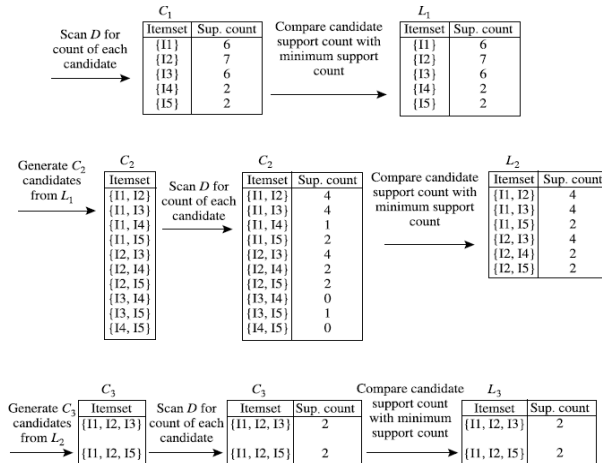 C1
L1
Scan D for
count of each
candidate
Itemset Sup. count
{I1} 6
{I2} 7
{I3} 6
{I4} 2
{I5} 2
Compare candidate
support count with
minimum support
count
Itemset Sup. count
{I1} 6
{I2} 7
{I3} 6
{I4} 2
{I5} 2
Generate C2
candidates
from L1
C2
Itemset
{I1, I2}
{I1, I3}
{I1, I4}
{I1, I5}
{I2, I3}
{I2, I4}
{I2, I5}
{I3, I4}
{I3, I5}
{I4, I5}
Scan D for
count of each
candidate
C2
Itemset Sup. count
{I1, I2} 4
{I1, I3} 4
{I1, I4} 1
{I1, I5} 2
{I2, I3} 4
{I2, I4} 2
{I2, I5} 2
{I3, I4} 0
{I3, I5} 1
{I4, I5} 0
Compare candidate
support count with
minimum support
count
L2
Itemset Sup. count
{I1, I2} 4
{I1, I3} 4
{I1, I5} 2
{I2, I3} 4
{I2, I4} 2
{I2, I5} 2
Generate C3
candidates
from L2
C3
Itemset
{I1, I2, I3}
{I1, I2, I5}
Scan D for
count of each
candidate
C3
Itemset Sup. count
{I1, I2, I3} 2
{I1, I2, I5} 2
Compare candidate
support count
with minimum
support count
L3
Itemset Sup. count
{I1, I2, I3} 2
{I1, I2, I5} 2